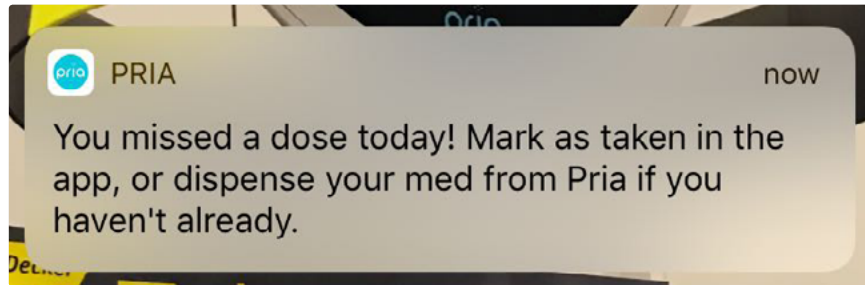 pria
pria
PRIA
now
You missed a dose today! Mark as taken in the
app, or dispense your med from Pria if you
haven't already.